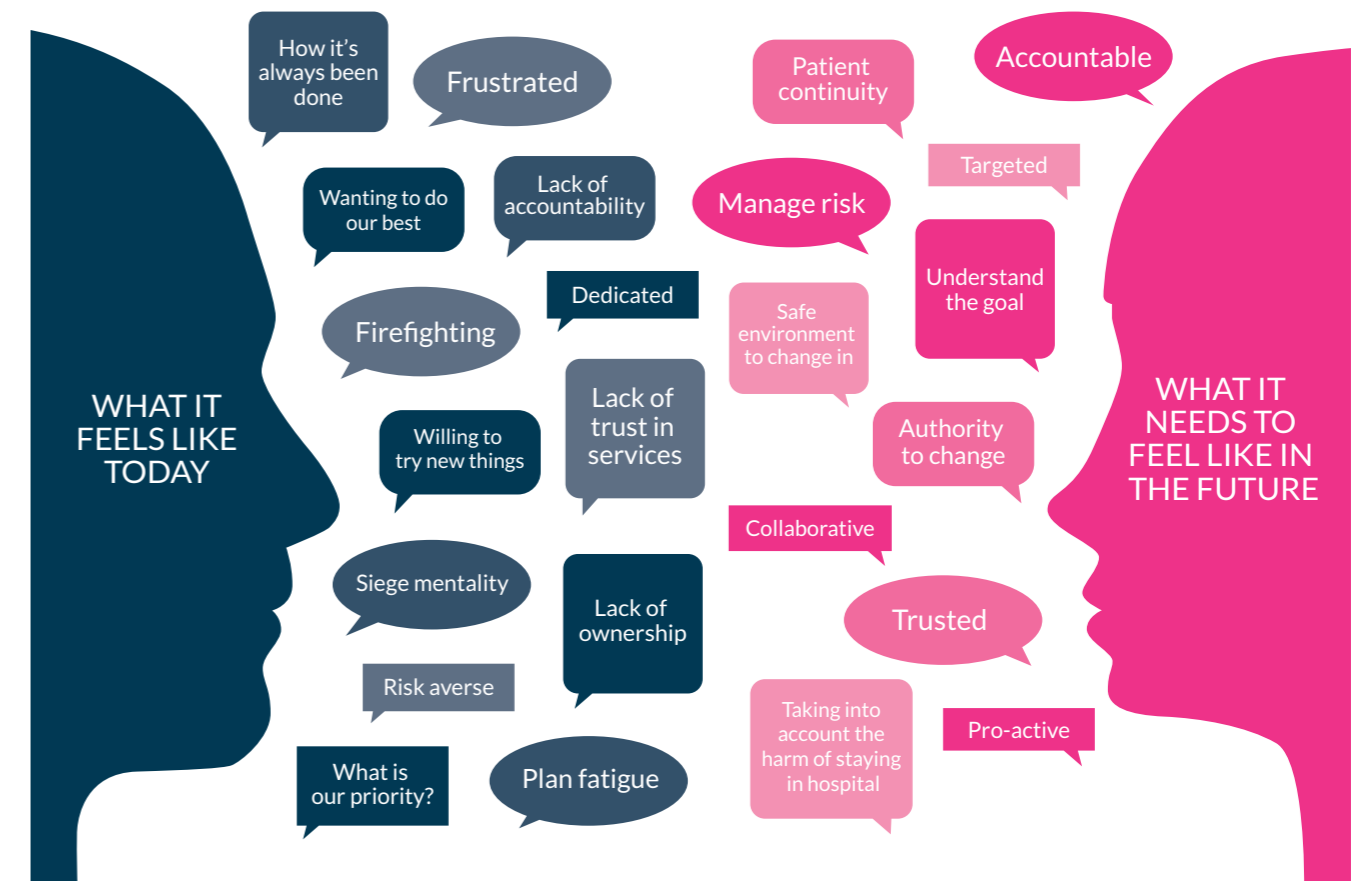 WHAT IT
FEELS LIKE
TODAY
How it’s
always been
done
Frustrated
Wanting to do
our best
Lack of
accountability
Dedicated
Firefighting
Lack of
trust in
services
Willing to
try new things
Siege mentality
Lack of
ownership
Risk averse
What is
our priority?
Plan fatigue
Patient
continuity
Accountable
Targeted
Manage risk
Understand
the goal
Safe
environment
to change in
Authority
to change
Collaborative
Trusted
Taking into
account the
harm of staying
in hospital
Pro-active
WHAT IT
NEEDS TO
FEEL LIKE IN
THE FUTURE